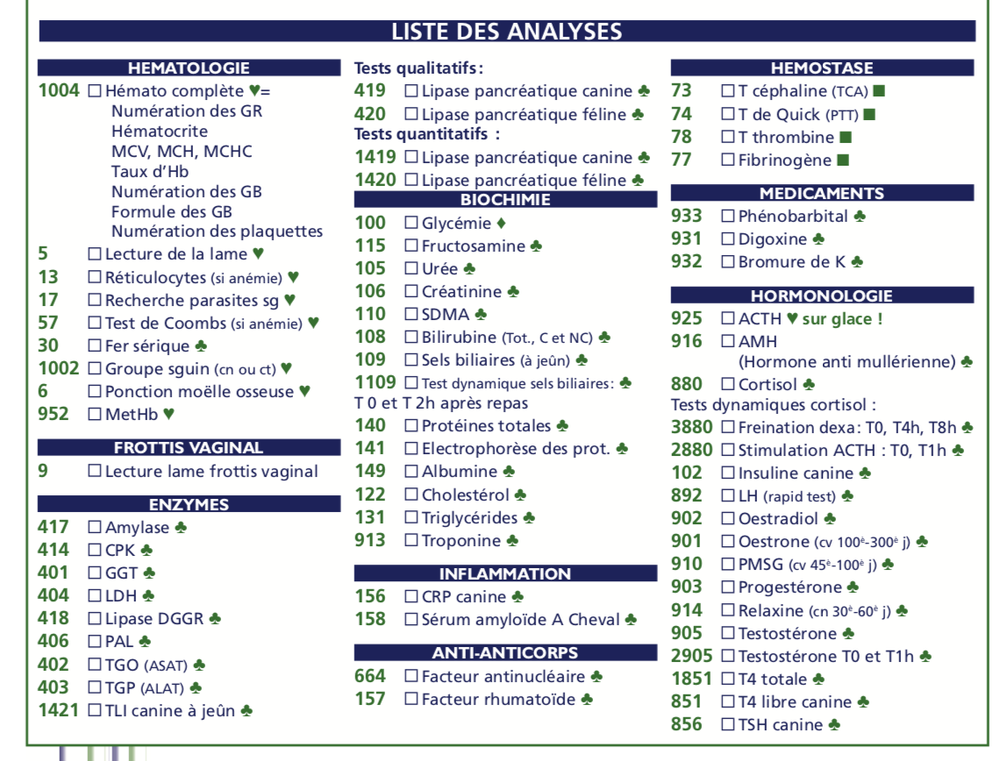 LISTE DES ANALYSES
HEMATOLOGIE
1004 □ Hémato complète ♥=
Numération des GR
Hématocrite
MCV, MCH, MCHC
Taux d'Hb
Numération des GB
Formule des GB
Numération des plaquettes
5 □ Lecture de la lame ♥
13 □ Réticulocytes (si anémie) ♥
17 □ Recherche parasites sg ♥
57 □ Test de Coombs (si anémie) ♥
30 □ Fer sérique ♣
1002 □ Groupe sguin (cn ou ct) ♥
6 □ Ponction moëlle osseuse ♥
952 □ MetHb ♥
FROTTIS VAGINAL
9 □ Lecture lame frottis vaginal
ENZYMES
417 □ Amylase ♣
414 □ CPK ♣
401 □ GGT ♣
404 □ LDH ♣
418 □ Lipase DGGR ♣
406 □ PAL ♣
402 □ TGO (ASAT) ♣
403 □ TGP (ALAT) ♣
1421 □ TLI canine à jeûn ♣
Tests qualitatifs :
419 □ Lipase pancréatique canine ♣
420 □ Lipase pancréatique féline ♣
Tests quantitatifs :
1419 □ Lipase pancréatique canine ♣
1420 □ Lipase pancréatique féline ♣
BIOCHIMIE
100 □ Glycémie ♦
115 □ Fructosamine ♣
105 □ Urée ♣
106 □ Créatinine ♣
110 □ SDMA ♣
108 □ Bilirubine (Tot., C et NC) ♣
109 □ Sels biliaires (à jeûn) ♣
1109 □ Test dynamique sels biliaires: ♣
T 0 et T 2h après repas
140 □ Protéines totales ♣
141 □ Electrophorèse des prot. ♣
149 □ Albumine ♣
122 □ Cholestérol ♣
131 □ Triglycérides ♣
913 □ Troponine ♣
INFLAMMATION
156 □ CRP canine ♣
158 □ Sérum amyloïde A Cheval ♣
ANTI-ANTICORPS
664 □ Facteur antinucléaire ♣
157 □ Facteur rhumatoïde ♣
HEMOSTASE
73 □ T céphaline (TCA) ■
74 □ T de Quick (PTT) ■
78 □ T thrombine ■
77 □ Fibrinogène ■
MEDICAMENTS
933 □ Phénobarbital ♣
931 □ Digoxine ♣
932 □ Bromure de K ♣
HORMONOLOGIE
925 □ ACTH ♥ sur glace !
916 □ AMH
(Hormone anti mullérienne) ♣
880 □ Cortisol ♣
Tests dynamiques cortisol :
3880 □ Freination dexa: T0, T4h, T8h ♣
2880 □ Stimulation ACTH : T0, T1h ♣
102 □ Insuline canine ♣
892 □ LH (rapid test) ♣
902 □ Oestradiol ♣
901 □ Oestrone (cv 100è-300è j) ♣
910 □ PMSG (cv 45è-100è j) ♣
903 □ Progestérone ♣
914 □ Relaxine (cn 30è-60è j) ♣
905 □ Testostérone ♣
2905 □ Testostérone T0 et T1h ♣
1851 □ T4 totale ♣
851 □ T4 libre canine ♣
856 □ TSH canine ♣